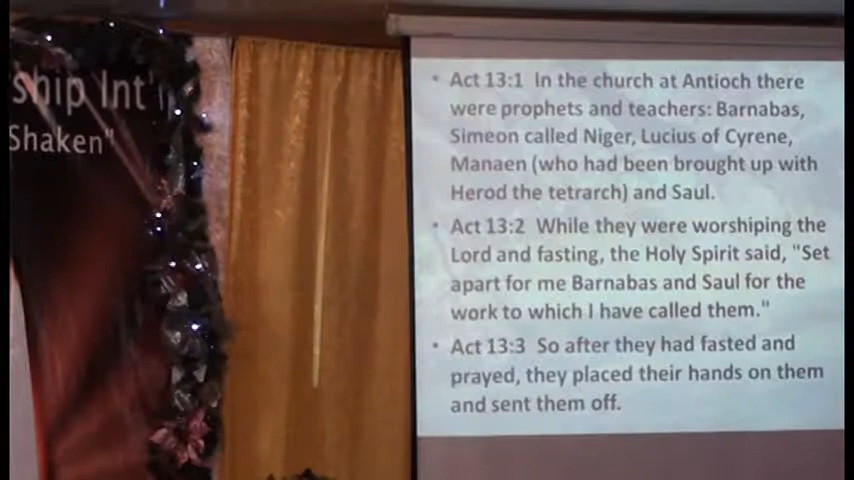 ship Int'l
Shaken"
• Act 13:1 In the church at Antioch there
were prophets and teachers: Barnabas,
Simeon called Niger, Lucius of Cyrene,
Manaen (who had been brought up with
Herod the tetrarch) and Saul.
• Act 13:2 While they were worshiping the
Lord and fasting, the Holy Spirit said, "Set
apart for me Barnabas and Saul for the
work to which I have called them."
• Act 13:3 So after they had fasted and
prayed, they placed their hands on them
and sent them off.